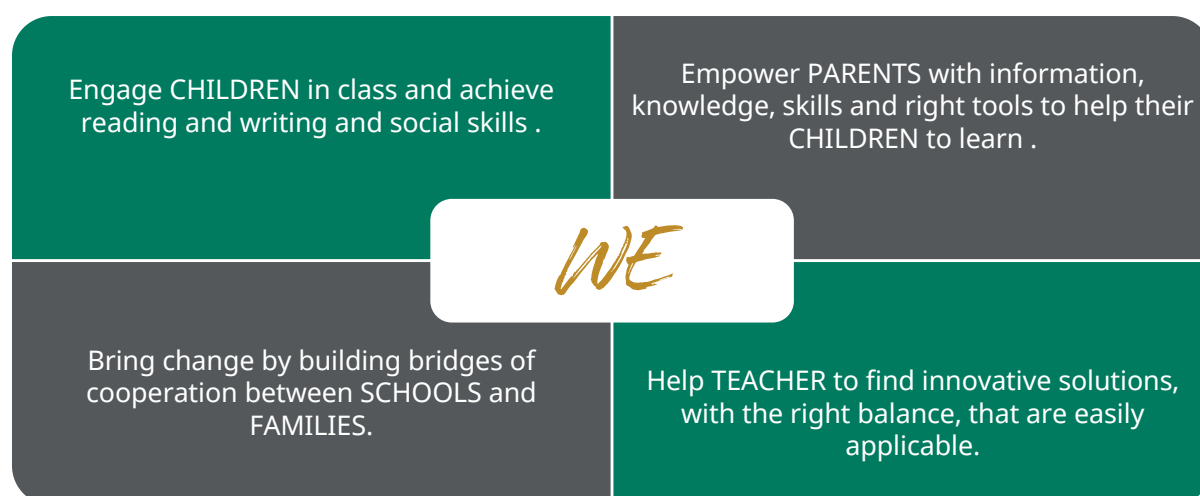 Engage CHILDREN in class and achieve
reading and writing and social skills .
Empower PARENTS with information,
knowledge, skills and right tools to help their
CHILDREN to learn .
WE
Bring change by building bridges of
cooperation between SCHOOLS and
FAMILIES.
Help TEACHER to find innovative solutions,
with the right balance, that are easily
applicable.